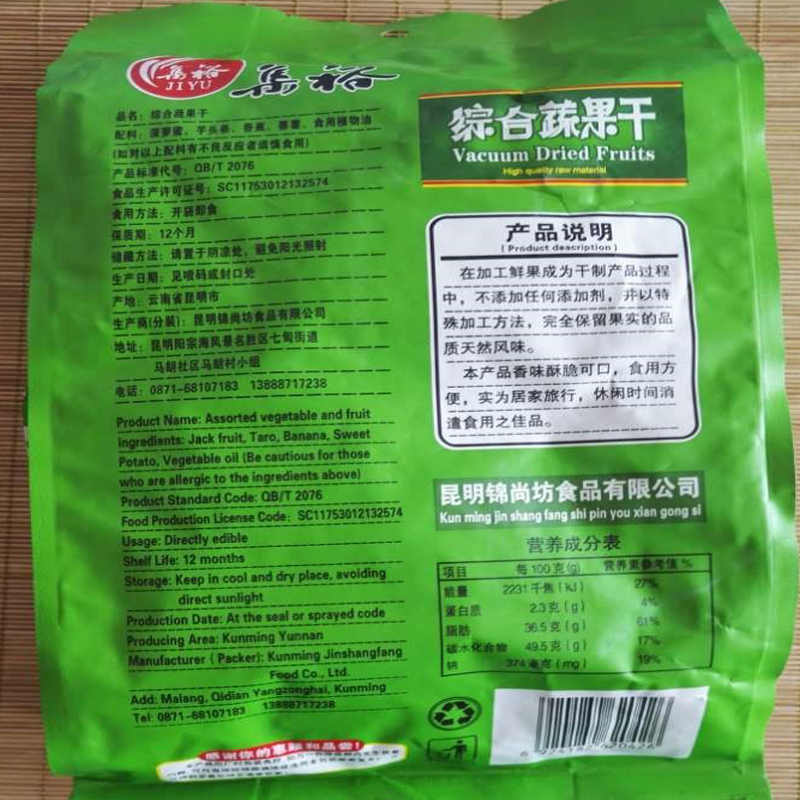 隽裕
JIYU
隽裕
品名：综合蔬果干
配料：菠萝蜜、芋头条、香蕉、番薯、食用植物油
(如对以上配料有不良反应者请慎食用)
产品标准代号：QB/T 2076
食品生产许可证号：SC11753012132574
食用方法：开袋即食
保质期：12个月
储藏方法：请置于阴凉处，避免阳光照射
生产日期：见喷码或封口处
产地：云南省昆明市
生产商(分装)：昆明锦尚坊食品有限公司
地址：昆明阳宗海风景名胜区七甸街道
马胡社区马胡村小组
电话：0871-68107183 13888717238
Product Name: Assorted vegetable and fruit
Ingredients: Jack fruit, Taro, Banana, Sweet
Potato, Vegetable oil (Be cautious for those
who are allergic to the ingredients above)
Product Standard Code: QB/T 2076
Food Production License Code: SC11753012132574
Usage: Directly edible
Shelf Life: 12 months
Storage: Keep in cool and dry place, avoiding
direct sunlight
Production Date: At the seal or sprayed code
Producing Area: Kunming Yunnan
Manufacturer (Packer): Kunming Jinshangfang
Food Co., Ltd.
Add: Malang, Qidian Yangzonghai, Kunming
Tel: 0871-68107183 13888717238
感谢你的惠顾和品尝！
综合蔬果干
Vacuum Dried Fruits
High quality raw material
产品说明
(Product description)
在加工鲜果成为干制产品过程
中，不添加任何添加剂，并以特
殊加工方法，完全保留果实的品
质天然风味。
本产品香味酥脆可口，食用方
便，实为居家旅行，休闲时间消
遣食用之佳品。
昆明锦尚坊食品有限公司
Kun ming jin shang fang shi pin you xian gong si
营养成分表
项目 每100克(g) 营养素参考值%
能量 2231千焦(kJ) 27%
蛋白质 2.3克(g) 4%
脂肪 36.5克(g) 61%
碳水化合物 49.5克(g) 17%
钠 374毫克(mg) 19%